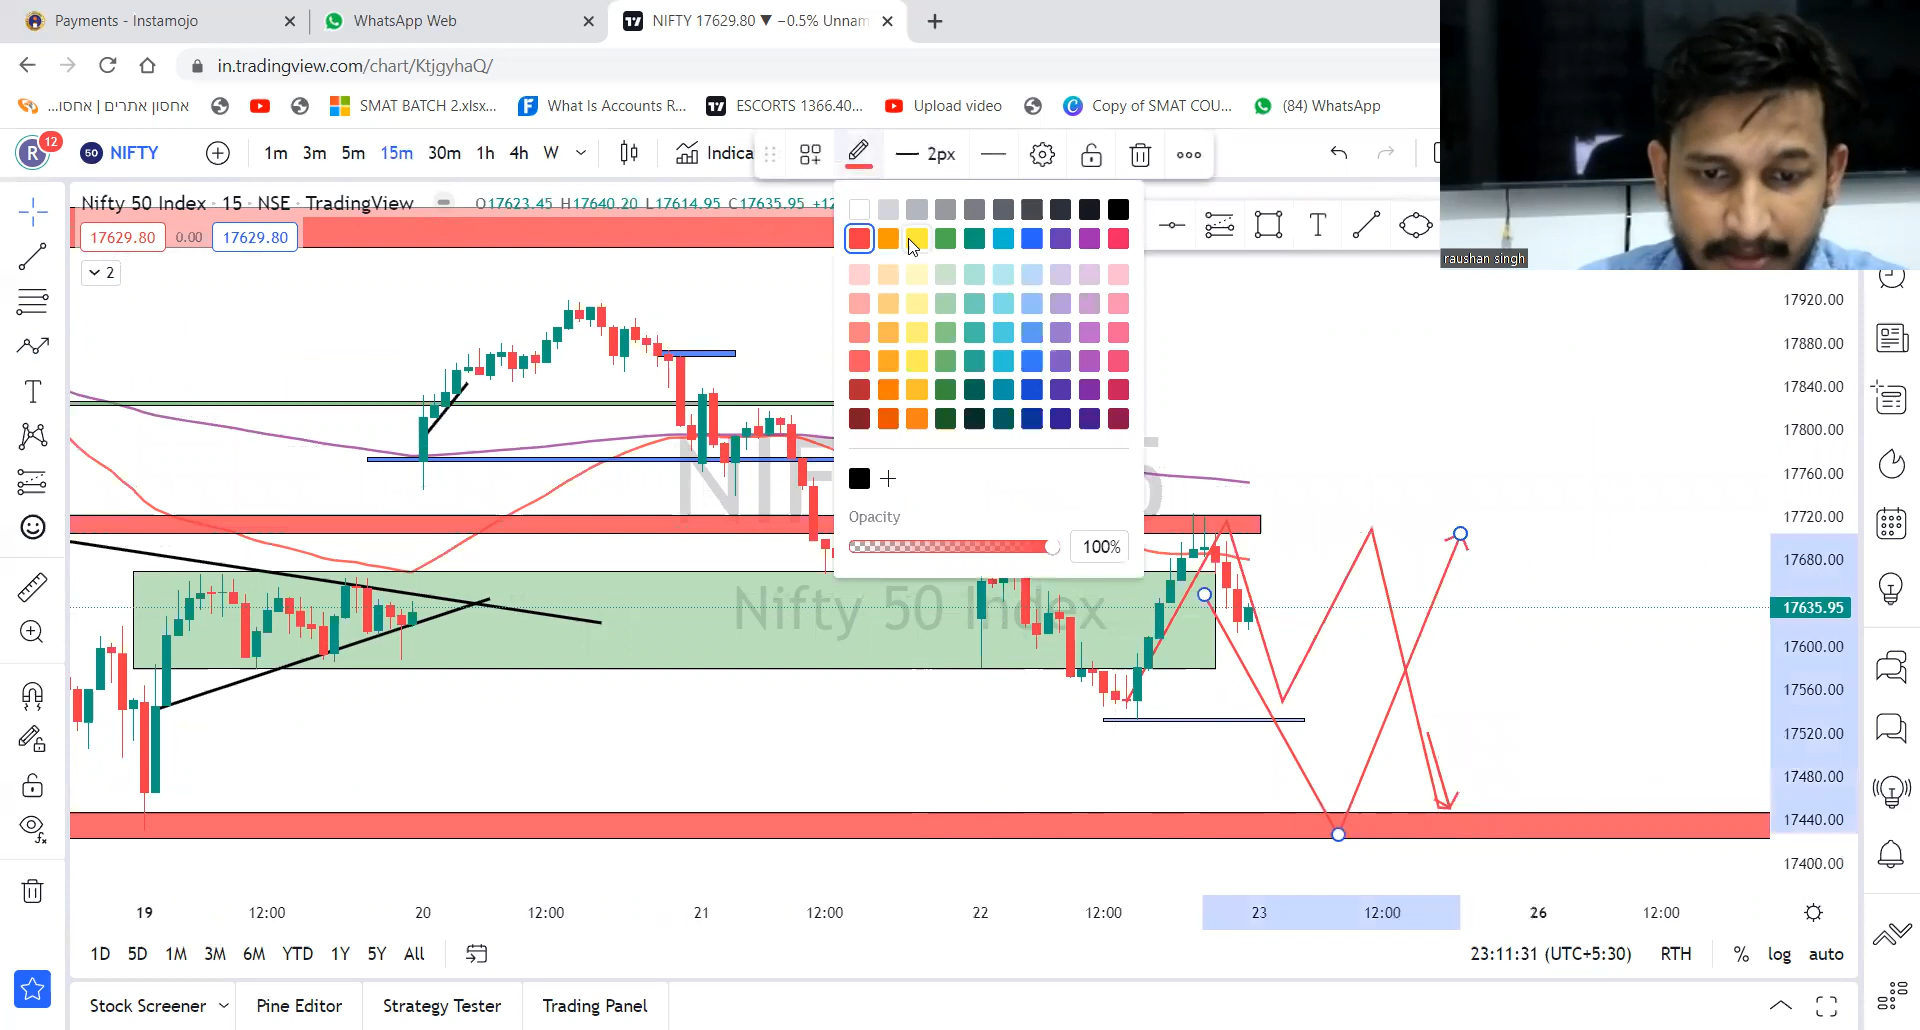 Payments - Instamojo
WhatsApp Web
NIFTY 17629.80 ▼ −0.5% Unnam
in.tradingview.com/chart/KtjgyhaQ/
אחסון אתרים | אחסו...
SMAT BATCH 2.xlsx...
What Is Accounts R...
ESCORTS 1366.40...
Upload video
Copy of SMAT COU...
(84) WhatsApp
R
12
50
NIFTY
1m 3m 5m 15m 30m 1h 4h W
Indica
2px
Nifty 50 Index · 15 · NSE · TradingView
O17623.45 H17640.20 L17614.95 C17635.95 +12
17629.80
0.00
17629.80
2
raushan singh
Opacity
100%
Nifty 50 Index
17920.00
17880.00
17840.00
17800.00
17760.00
17720.00
17680.00
17635.95
17600.00
17560.00
17520.00
17480.00
17440.00
17400.00
19 12:00 20 12:00 21 12:00 22 12:00 23 12:00 26 12:00
1D 5D 1M 3M 6M YTD 1Y 5Y All
23:11:31 (UTC+5:30) RTH % log auto
Stock Screener
Pine Editor
Strategy Tester
Trading Panel